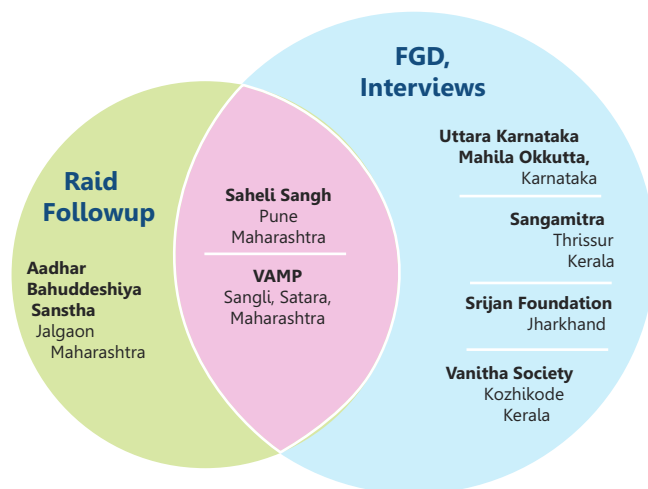 FGD,
Interviews
Raid
Followup
Aadhar
Bahuddeshiya
Sanstha
Jalgaon
Maharashtra
Saheli Sangh
Pune
Maharashtra
VAMP
Sangli, Satara,
Maharashtra
Uttara Karnataka
Mahila Okkutta,
Karnataka
Sangamitra
Thrissur
Kerala
Srijan Foundation
Jharkhand
Vanitha Society
Kozhikode
Kerala